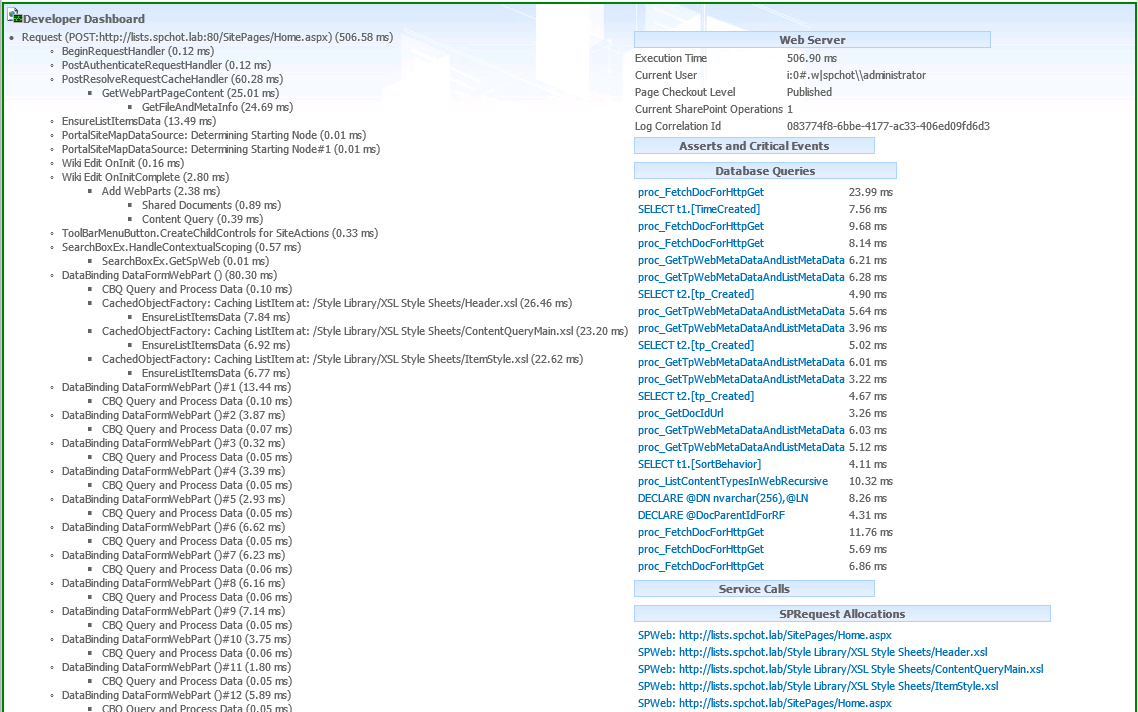 Developer Dashboard
Request (POST:http://lists.spchot.lab:80/SitePages/Home.aspx) (506.58 ms)
BeginRequestHandler (0.12 ms)
PostAuthenticateRequestHandler (0.12 ms)
PostResolveRequestCacheHandler (60.28 ms)
GetWebPartPageContent (25.01 ms)
GetFileAndMetaInfo (24.69 ms)
EnsureListItemsData (13.49 ms)
PortalSiteMapDataSource: Determining Starting Node (0.01 ms)
PortalSiteMapDataSource: Determining Starting Node#1 (0.01 ms)
Wiki Edit OnInit (0.16 ms)
Wiki Edit OnInitComplete (2.80 ms)
Add WebParts (2.38 ms)
Shared Documents (0.89 ms)
Content Query (0.39 ms)
ToolBarMenuButton.CreateChildControls for SiteActions (0.33 ms)
SearchBoxEx.HandleContextualScoping (0.57 ms)
SearchBoxEx.GetSpWeb (0.01 ms)
DataBinding DataFormWebPart () (80.30 ms)
CBQ Query and Process Data (0.10 ms)
CachedObjectFactory: Caching ListItem at: /Style Library/XSL Style Sheets/Header.xsl (26.46 ms)
EnsureListItemsData (7.84 ms)
CachedObjectFactory: Caching ListItem at: /Style Library/XSL Style Sheets/ContentQueryMain.xsl (23.20 ms)
EnsureListItemsData (6.92 ms)
CachedObjectFactory: Caching ListItem at: /Style Library/XSL Style Sheets/ItemStyle.xsl (22.62 ms)
EnsureListItemsData (6.77 ms)
DataBinding DataFormWebPart ()#1 (13.44 ms)
CBQ Query and Process Data (0.10 ms)
DataBinding DataFormWebPart ()#2 (3.87 ms)
CBQ Query and Process Data (0.07 ms)
DataBinding DataFormWebPart ()#3 (0.32 ms)
CBQ Query and Process Data (0.05 ms)
DataBinding DataFormWebPart ()#4 (3.39 ms)
CBQ Query and Process Data (0.05 ms)
DataBinding DataFormWebPart ()#5 (2.93 ms)
CBQ Query and Process Data (0.05 ms)
DataBinding DataFormWebPart ()#6 (6.62 ms)
CBQ Query and Process Data (0.05 ms)
DataBinding DataFormWebPart ()#7 (6.23 ms)
CBQ Query and Process Data (0.06 ms)
DataBinding DataFormWebPart ()#8 (6.16 ms)
CBQ Query and Process Data (0.06 ms)
DataBinding DataFormWebPart ()#9 (7.14 ms)
CBQ Query and Process Data (0.05 ms)
DataBinding DataFormWebPart ()#10 (3.75 ms)
CBQ Query and Process Data (0.06 ms)
DataBinding DataFormWebPart ()#11 (1.80 ms)
CBQ Query and Process Data (0.05 ms)
DataBinding DataFormWebPart ()#12 (5.89 ms)
CBQ Query and Process Data (0.05 ms)
Web Server
Execution Time 506.90 ms
Current User i:0#.w|spchot\\administrator
Page Checkout Level Published
Current SharePoint Operations 1
Log Correlation Id 083774f8-6bbe-4177-ac33-406ed09fd6d3
Asserts and Critical Events
Database Queries
proc_FetchDocForHttpGet 23.99 ms
SELECT t1.[TimeCreated] 7.56 ms
proc_FetchDocForHttpGet 9.68 ms
proc_FetchDocForHttpGet 8.14 ms
proc_GetTpWebMetaDataAndListMetaData 6.21 ms
proc_GetTpWebMetaDataAndListMetaData 6.28 ms
SELECT t2.[tp_Created] 4.90 ms
proc_GetTpWebMetaDataAndListMetaData 5.64 ms
proc_GetTpWebMetaDataAndListMetaData 3.96 ms
SELECT t2.[tp_Created] 5.02 ms
proc_GetTpWebMetaDataAndListMetaData 6.01 ms
proc_GetTpWebMetaDataAndListMetaData 3.22 ms
SELECT t2.[tp_Created] 4.67 ms
proc_GetDocIdUrl 3.26 ms
proc_GetTpWebMetaDataAndListMetaData 6.03 ms
proc_GetTpWebMetaDataAndListMetaData 5.12 ms
SELECT t1.[SortBehavior] 4.11 ms
proc_ListContentTypesInWebRecursive 10.32 ms
DECLARE @DN nvarchar(256),@LN 8.26 ms
DECLARE @DocParentIdForRF 4.31 ms
proc_FetchDocForHttpGet 11.76 ms
proc_FetchDocForHttpGet 5.69 ms
proc_FetchDocForHttpGet 6.86 ms
Service Calls
SPRequest Allocations
SPWeb: http://lists.spchot.lab/SitePages/Home.aspx
SPWeb: http://lists.spchot.lab/Style Library/XSL Style Sheets/Header.xsl
SPWeb: http://lists.spchot.lab/Style Library/XSL Style Sheets/ContentQueryMain.xsl
SPWeb: http://lists.spchot.lab/Style Library/XSL Style Sheets/ItemStyle.xsl
SPWeb: http://lists.spchot.lab/SitePages/Home.aspx